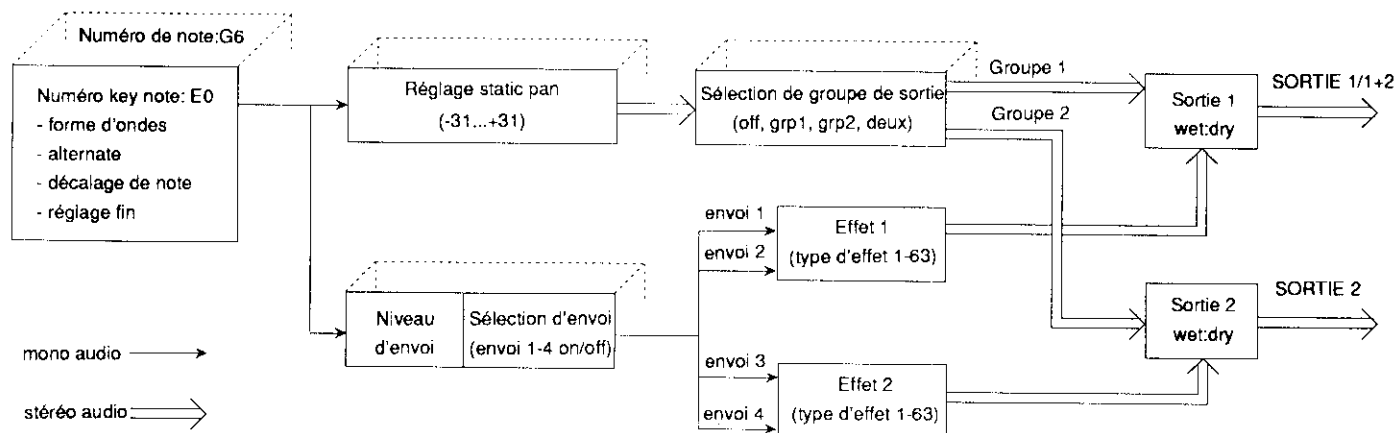 Numéro de note:G6
Numéro key note: E0
- forme d'ondes
- alternate
- décalage de note
- réglage fin
Réglage static pan
(-31...+31)
Sélection de groupe de sortie
(off, grp1, grp2, deux)
Groupe 1
Groupe 2
Sortie 1
wet:dry
SORTIE 1/1+2
envoi 1
envoi 2
Effet 1
(type d'effet 1-63)
Niveau
d'envoi
Sélection d'envoi
(envoi 1-4 on/off)
Sortie 2
wet:dry
SORTIE 2
envoi 3
envoi 4
Effet 2
(type d'effet 1-63)
mono audio
stéréo audio